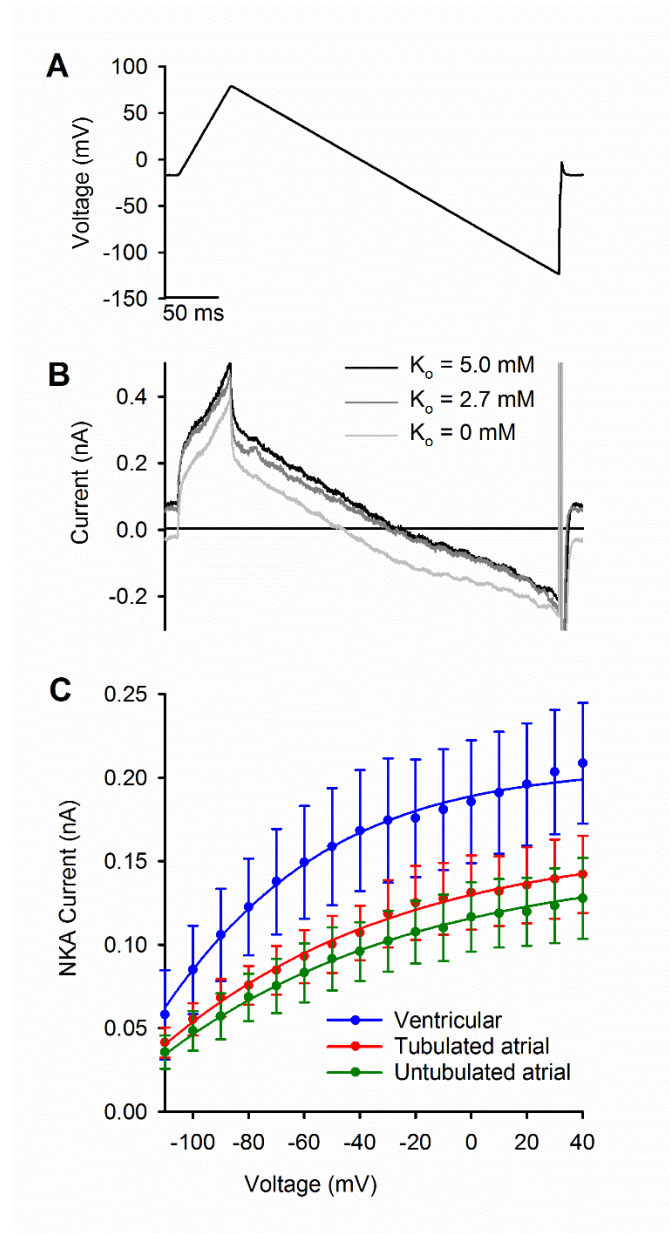 A
100
50
0
-50
-100
-150
Voltage (mV)
50 ms
B
K₀ = 5.0 mM
K₀ = 2.7 mM
K₀ = 0 mM
0.4
0.2
0.0
-0.2
Current (nA)
C
0.25
0.20
0.15
0.10
0.05
0.00
NKA Current (nA)
Ventricular
Tubulated atrial
Untubulated atrial
-100 -80 -60 -40 -20 0 20 40
Voltage (mV)